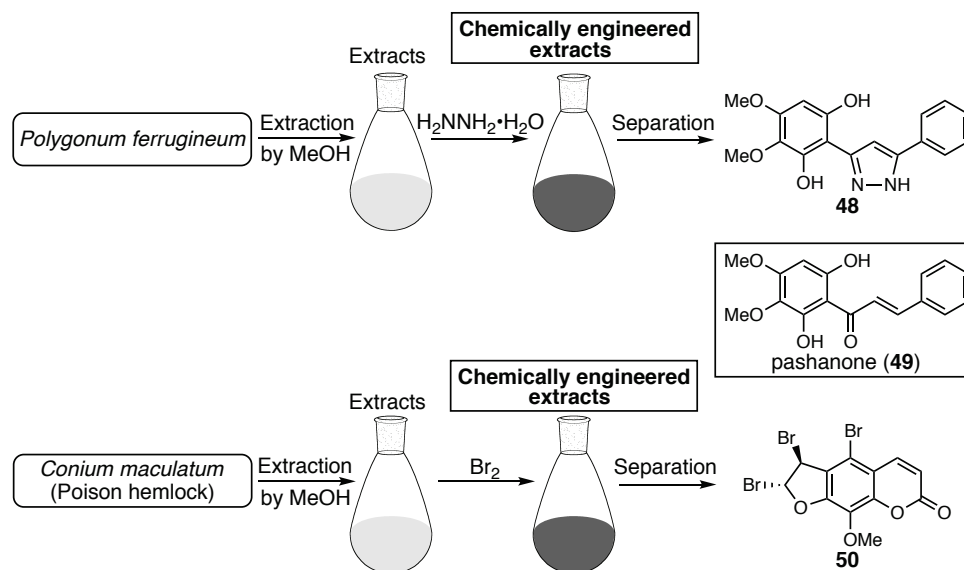 Chemically engineered
extracts
Extracts
Polygonum ferrugineum
Extraction
by MeOH
H₂NNH₂•H₂O
Separation
MeO
OH
MeO
OH
N
NH
48
MeO
OH
MeO
OH
O
pashanone (49)
Chemically engineered
extracts
Extracts
Conium maculatum
(Poison hemlock)
Extraction
by MeOH
Br₂
Separation
Br
Br
Br
O
O
O
OMe
50